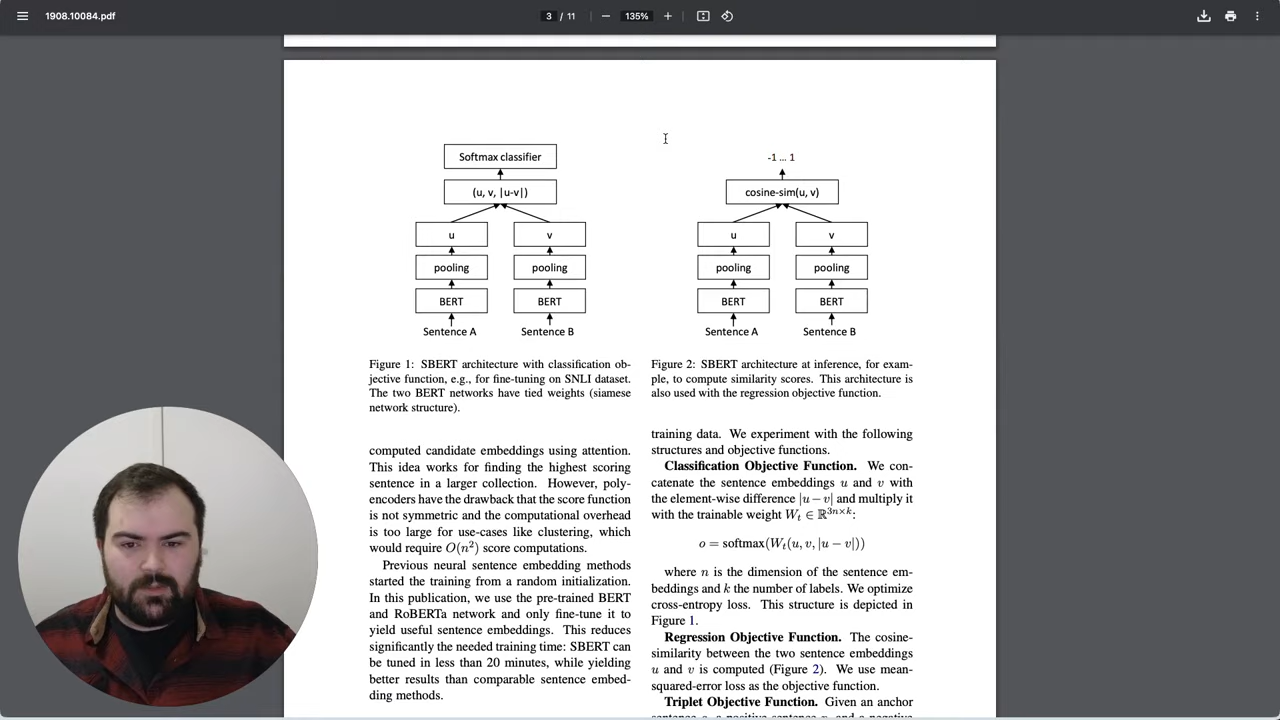 1908.10084.pdf
3 / 11
135%
Softmax classifier
(u, v, |u-v|)
u v
pooling pooling
BERT BERT
Sentence A Sentence B
Figure 1: SBERT architecture with classification ob-
jective function, e.g., for fine-tuning on SNLI dataset.
The two BERT networks have tied weights (siamese
network structure).
computed candidate embeddings using attention.
This idea works for finding the highest scoring
sentence in a larger collection. However, poly-
encoders have the drawback that the score function
is not symmetric and the computational overhead
is too large for use-cases like clustering, which
would require O(n²) score computations.
Previous neural sentence embedding methods
started the training from a random initialization.
In this publication, we use the pre-trained BERT
and RoBERTa network and only fine-tune it to
yield useful sentence embeddings. This reduces
significantly the needed training time: SBERT can
be tuned in less than 20 minutes, while yielding
better results than comparable sentence embed-
ding methods.
-1 … 1
cosine-sim(u, v)
u v
pooling pooling
BERT BERT
Sentence A Sentence B
Figure 2: SBERT architecture at inference, for exam-
ple, to compute similarity scores. This architecture is
also used with the regression objective function.
training data. We experiment with the following
structures and objective functions.
Classification Objective Function. We con-
catenate the sentence embeddings u and v with
the element-wise difference |u−v| and multiply it
with the trainable weight Wₜ ∈ ℝ³ⁿˣᵏ:
o = softmax(Wₜ(u, v, |u − v|))
where n is the dimension of the sentence em-
beddings and k the number of labels. We optimize
cross-entropy loss. This structure is depicted in
Figure 1.
Regression Objective Function. The cosine-
similarity between the two sentence embeddings
u and v is computed (Figure 2). We use mean-
squared-error loss as the objective function.
Triplet Objective Function. Given an anchor
sentence a, a positive sentence p, and a negative